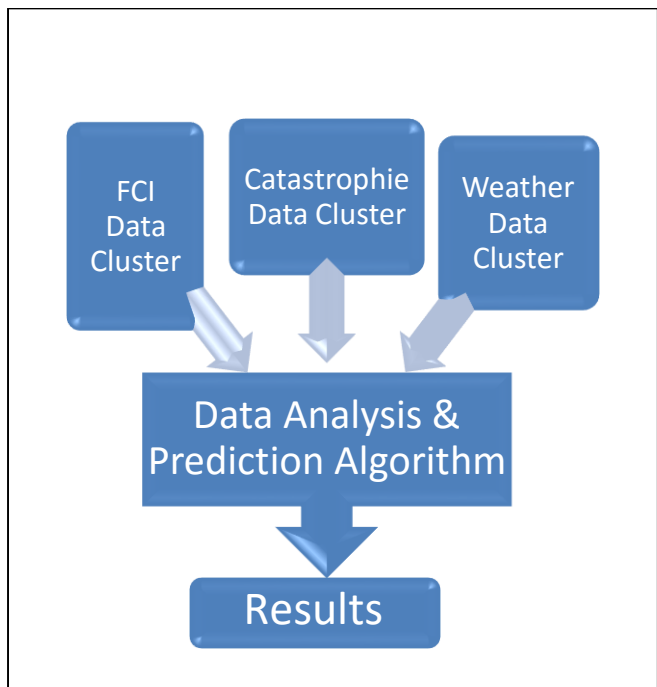 FCI
Data
Cluster
Catastrophie
Data Cluster
Weather
Data
Cluster
Data Analysis &
Prediction Algorithm
Results